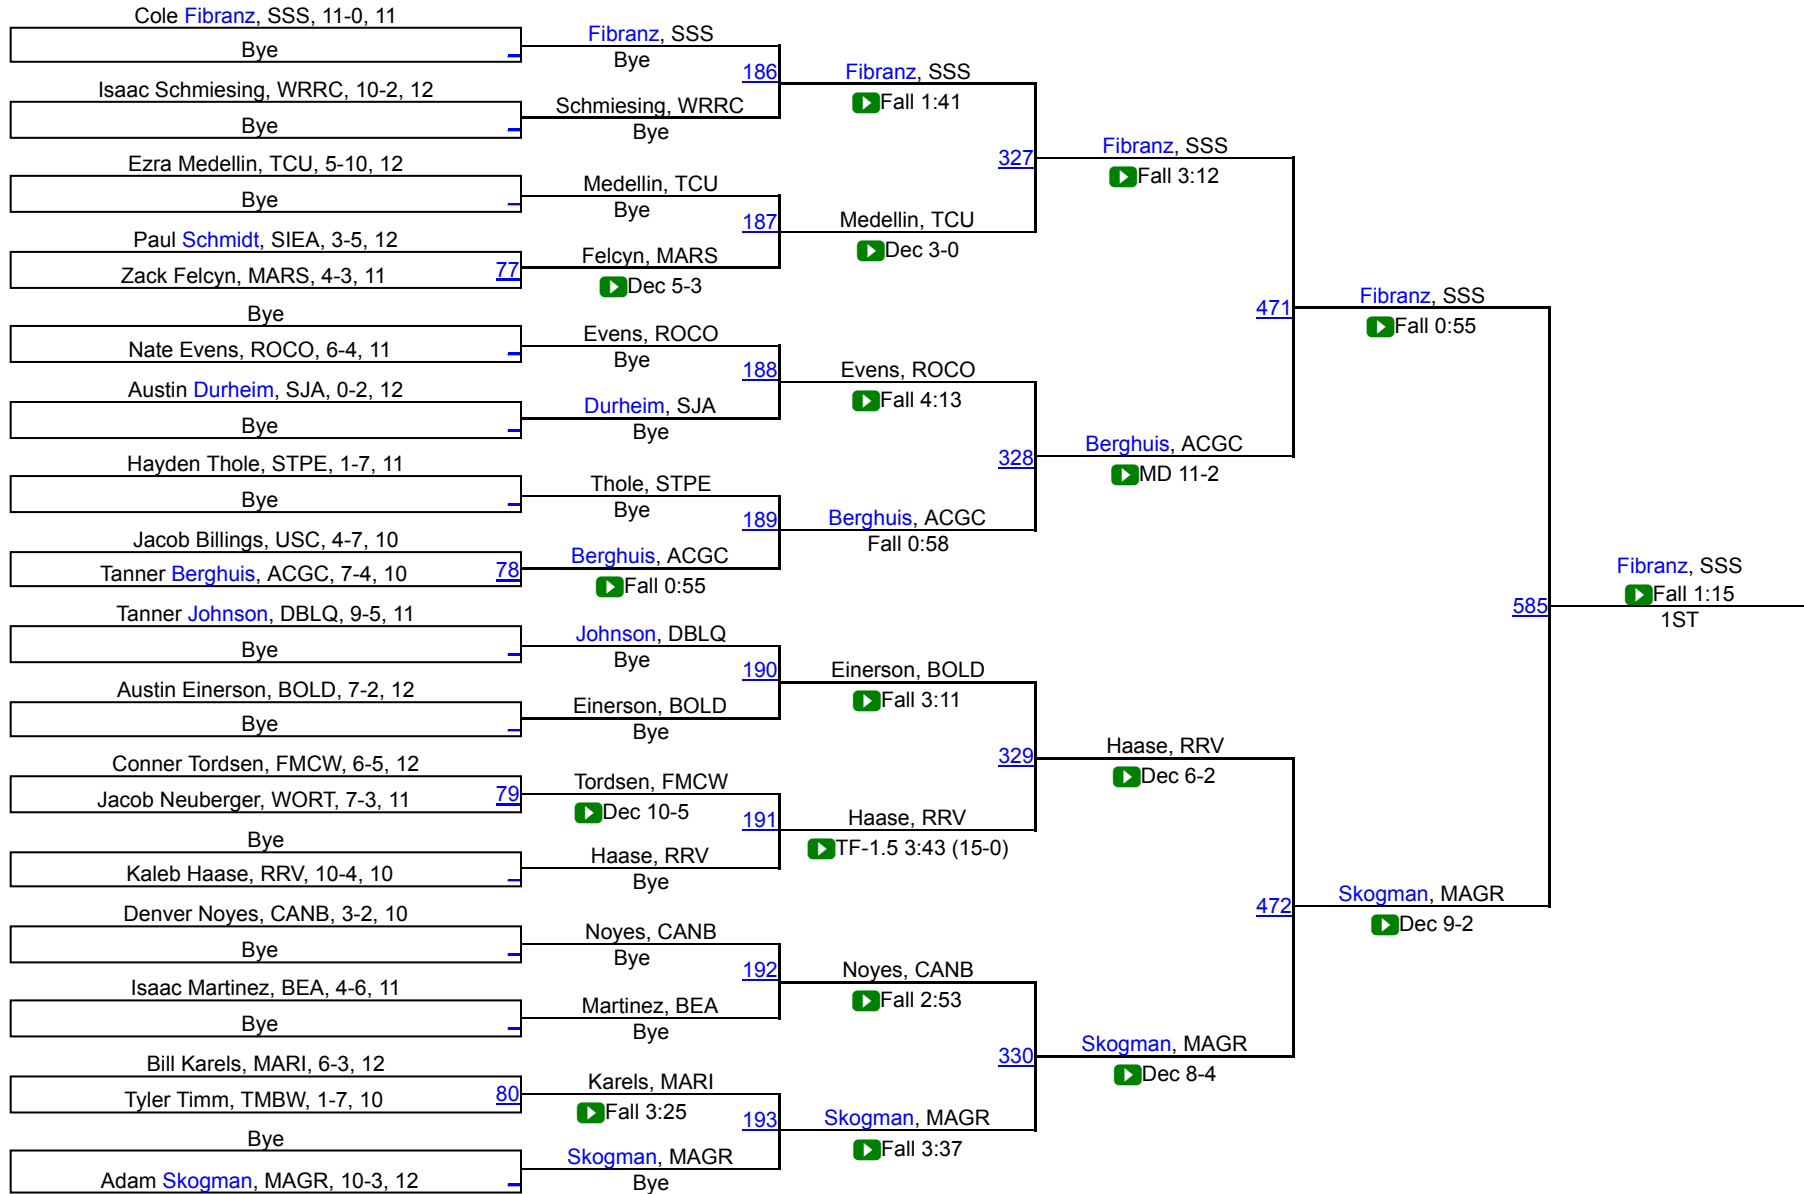 Cole Fibranz, SSS, 11-0, 11
Bye
Isaac Schmiesing, WRRC, 10-2, 12
Bye
Ezra Medellin, TCU, 5-10, 12
Bye
Paul Schmidt, SIEA, 3-5, 12
Zack Felcyn, MARS, 4-3, 11
77
Bye
Nate Evens, ROCO, 6-4, 11
Austin Durheim, SJA, 0-2, 12
Bye
Hayden Thole, STPE, 1-7, 11
Bye
Jacob Billings, USC, 4-7, 10
Tanner Berghuis, ACGC, 7-4, 10
78
Tanner Johnson, DBLQ, 9-5, 11
Bye
Austin Einerson, BOLD, 7-2, 12
Bye
Conner Tordsen, FMCW, 6-5, 12
Jacob Neuberger, WORT, 7-3, 11
79
Bye
Kaleb Haase, RRV, 10-4, 10
Denver Noyes, CANB, 3-2, 10
Bye
Isaac Martinez, BEA, 4-6, 11
Bye
Bill Karels, MARI, 6-3, 12
Tyler Timm, TMBW, 1-7, 10
80
Bye
Adam Skogman, MAGR, 10-3, 12
Fibranz, SSS
Bye
186
Schmiesing, WRRC
Bye
Medellin, TCU
Bye
187
Felcyn, MARS
Dec 5-3
Evens, ROCO
Bye
188
Durheim, SJA
Bye
Thole, STPE
Bye
189
Berghuis, ACGC
Fall 0:55
Johnson, DBLQ
Bye
190
Einerson, BOLD
Bye
Tordsen, FMCW
Dec 10-5
191
Haase, RRV
Bye
Noyes, CANB
Bye
192
Martinez, BEA
Bye
Karels, MARI
Fall 3:25
193
Skogman, MAGR
Bye
Fibranz, SSS
Fall 1:41
327
Medellin, TCU
Dec 3-0
Evens, ROCO
Fall 4:13
328
Berghuis, ACGC
Fall 0:58
Einerson, BOLD
Fall 3:11
329
Haase, RRV
TF-1.5 3:43 (15-0)
Noyes, CANB
Fall 2:53
330
Skogman, MAGR
Fall 3:37
Fibranz, SSS
Fall 3:12
471
Berghuis, ACGC
MD 11-2
Haase, RRV
Dec 6-2
472
Skogman, MAGR
Dec 8-4
Fibranz, SSS
Fall 0:55
585
Skogman, MAGR
Dec 9-2
Fibranz, SSS
Fall 1:15
1ST